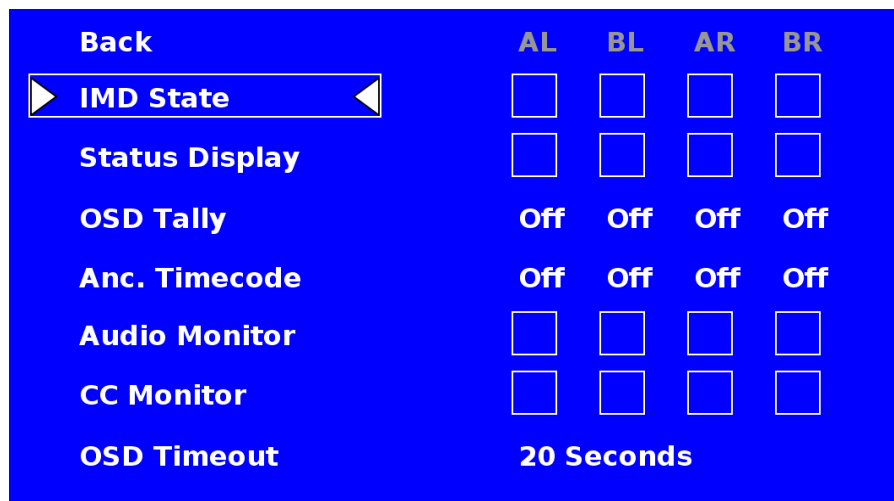 Back AL BL AR BR
IMD State
Status Display
OSD Tally Off Off Off Off
Anc. Timecode Off Off Off Off
Audio Monitor
CC Monitor
OSD Timeout 20 Seconds